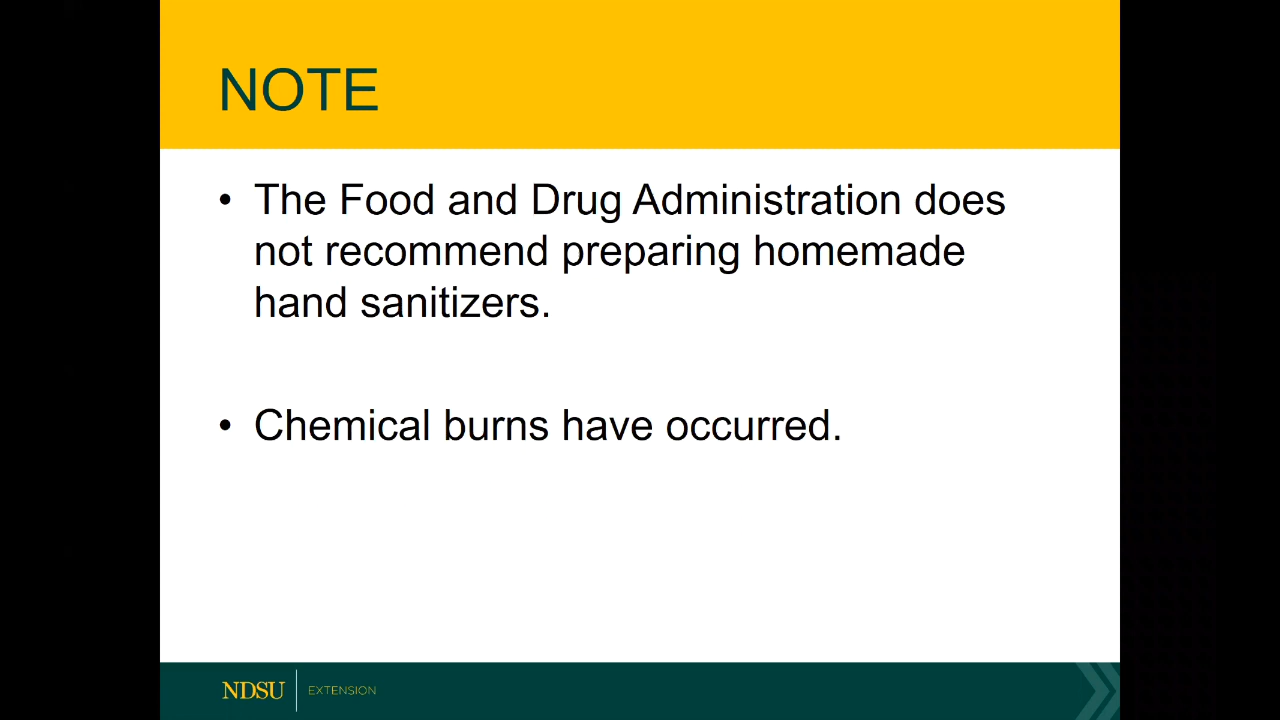 NOTE
• The Food and Drug Administration does
not recommend preparing homemade
hand sanitizers.
• Chemical burns have occurred.
NDSU | EXTENSION